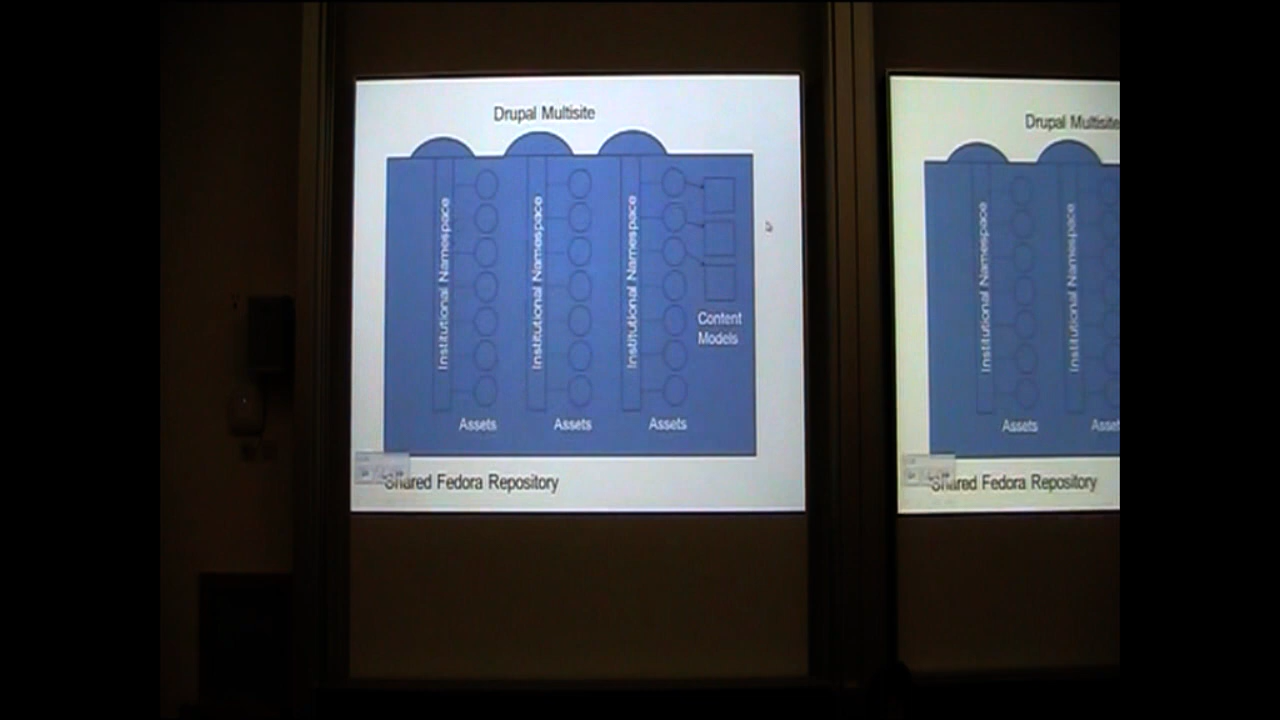 Drupal Multisite
Institutional Namespace
Institutional Namespace
Institutional Namespace
Content
Models
Assets
Assets
Assets
Shared Fedora Repository
Drupal Multisite
Institutional Namespace
Institutional Namespace
Assets
Asset
Shared Fedora Repository